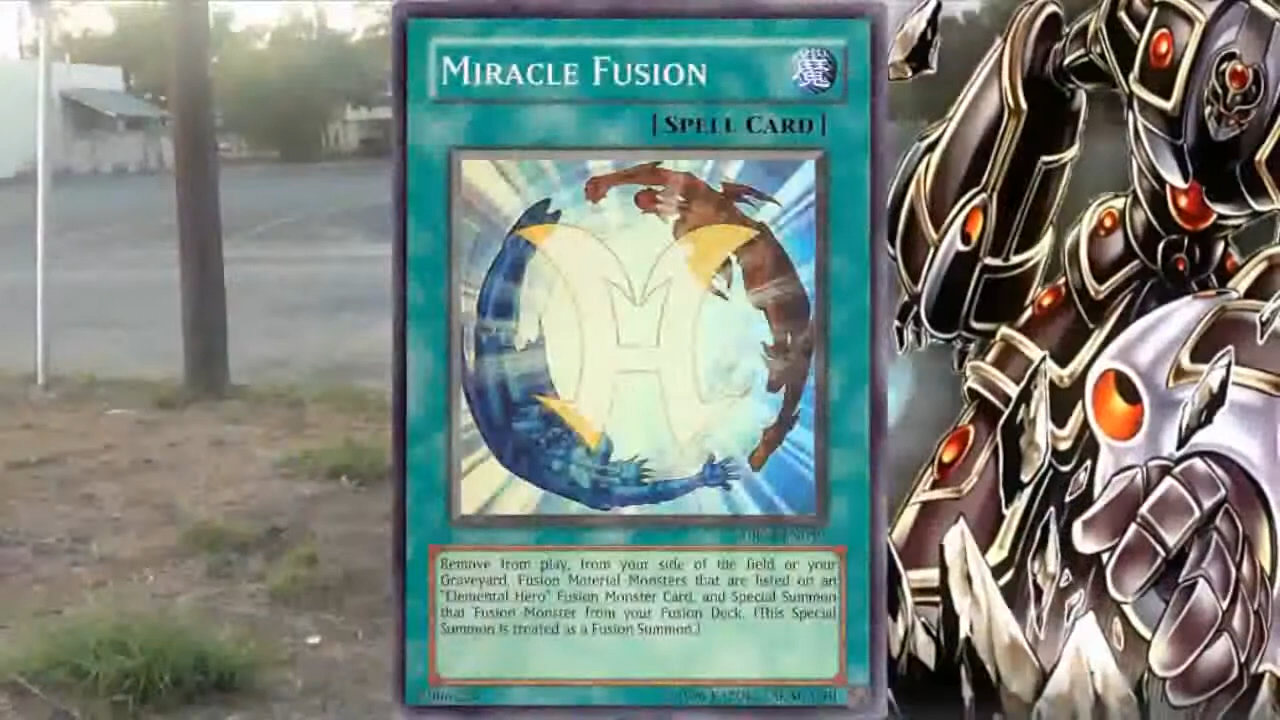 MIRACLE FUSION
魔
[SPELL CARD]
Remove from play, from your side of the field or your
Graveyard, Fusion Material Monsters that are listed on an
"Elemental Hero" Fusion Monster Card, and Special Summon
that Fusion Monster from your Fusion Deck. (This Special
Summon is treated as a Fusion Summon.)